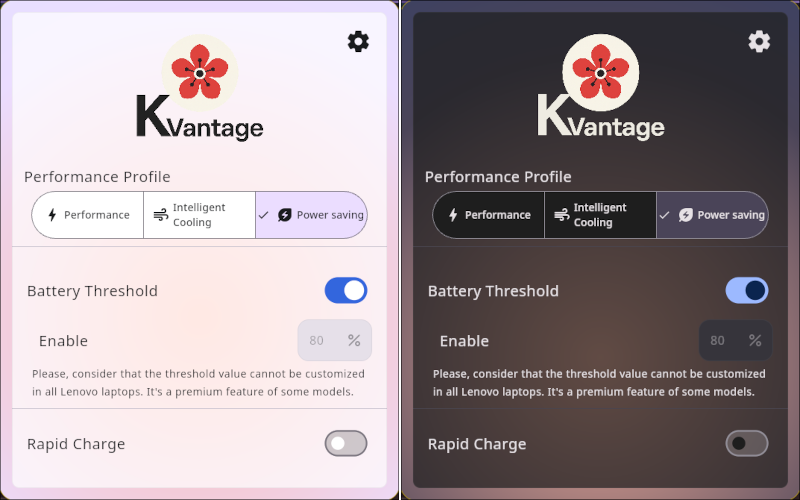 KVantage
Performance Profile
Performance
Intelligent
Cooling
Power saving
Battery Threshold
Enable
80 %
Please, consider that the threshold value cannot be customized
in all Lenovo laptops. It's a premium feature of some models.
Rapid Charge
KVantage
Performance Profile
Performance
Intelligent
Cooling
Power saving
Battery Threshold
Enable
80 %
Please, consider that the threshold value cannot be customized
in all Lenovo laptops. It's a premium feature of some models.
Rapid Charge